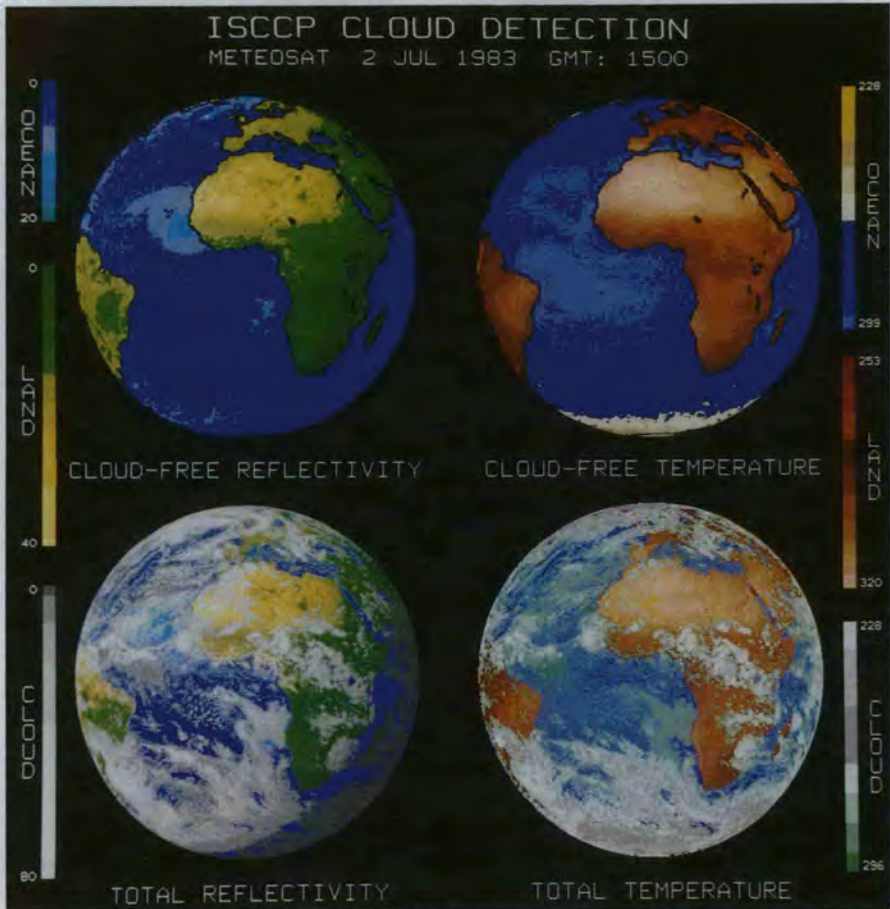 ISCCP CLOUD DETECTION
METEOSAT 2 JUL 1983 GMT: 1500
0
OCEAN
20
0
LAND
40
CLOUD-FREE REFLECTIVITY
228
OCEAN
299
253
LAND
320
CLOUD-FREE TEMPERATURE
0
CLOUD
80
TOTAL REFLECTIVITY
228
CLOUD
296
TOTAL TEMPERATURE